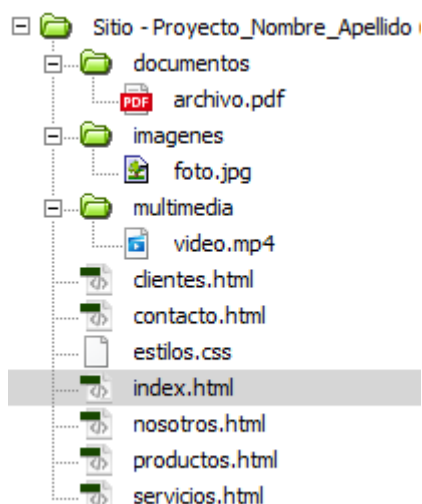 Sitio - Proyecto_Nombre_Apellido
documentos
PDF archivo.pdf
imagenes
foto.jpg
multimedia
video.mp4
clientes.html
contacto.html
estilos.css
index.html
nosotros.html
productos.html
servicios.html